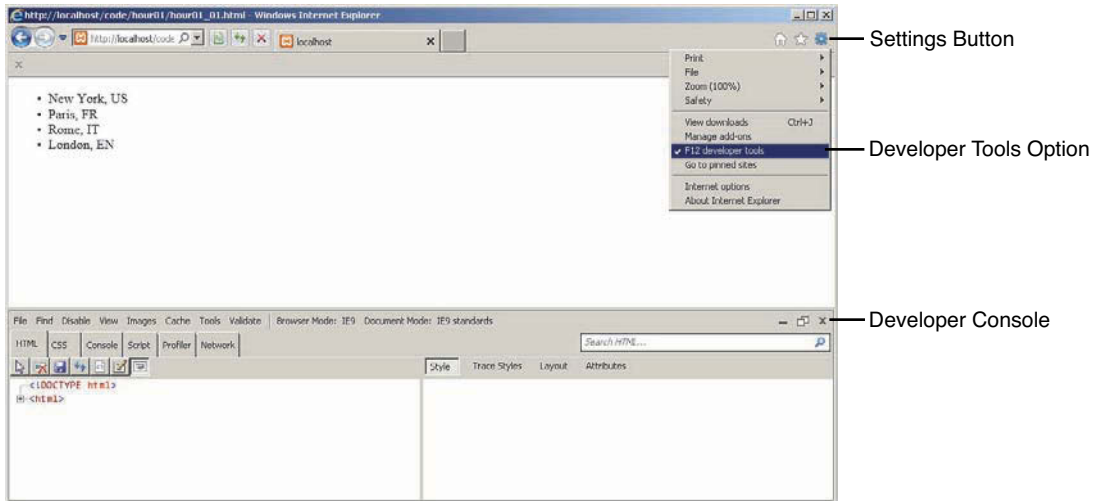 http://localhost/code/hour01/hour01_01.html - Windows Internet Explorer
http://localhost/code
localhost
Settings Button
Print
File
Zoom (100%)
Safety
View downloads Ctrl+J
Manage add-ons
F12 developer tools
Developer Tools Option
Go to pinned sites
Internet options
About Internet Explorer
• New York, US
• Paris, FR
• Rome, IT
• London, EN
File Find Disable View Images Cache Tools Validate Browser Mode: IE9 Document Mode: IE9 standards
Developer Console
HTML CSS Console Script Profiler Network
Search HTML...
Style Trace Styles Layout Attributes
<!DOCTYPE html>
<html>